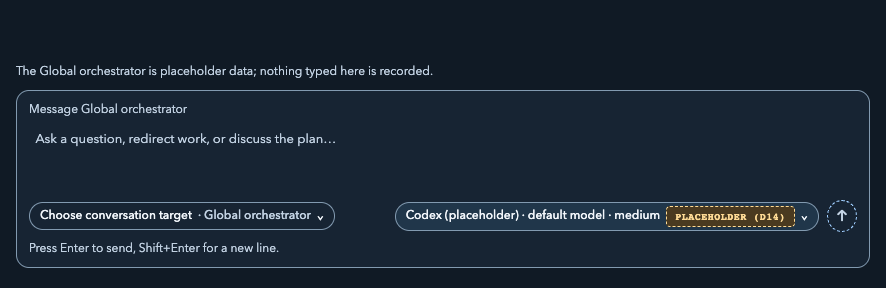 The Global orchestrator is placeholder data; nothing typed here is recorded.
Message Global orchestrator
Ask a question, redirect work, or discuss the plan…
Choose conversation target · Global orchestrator
Codex (placeholder) · default model · medium PLACEHOLDER (D14)
Press Enter to send, Shift+Enter for a new line.